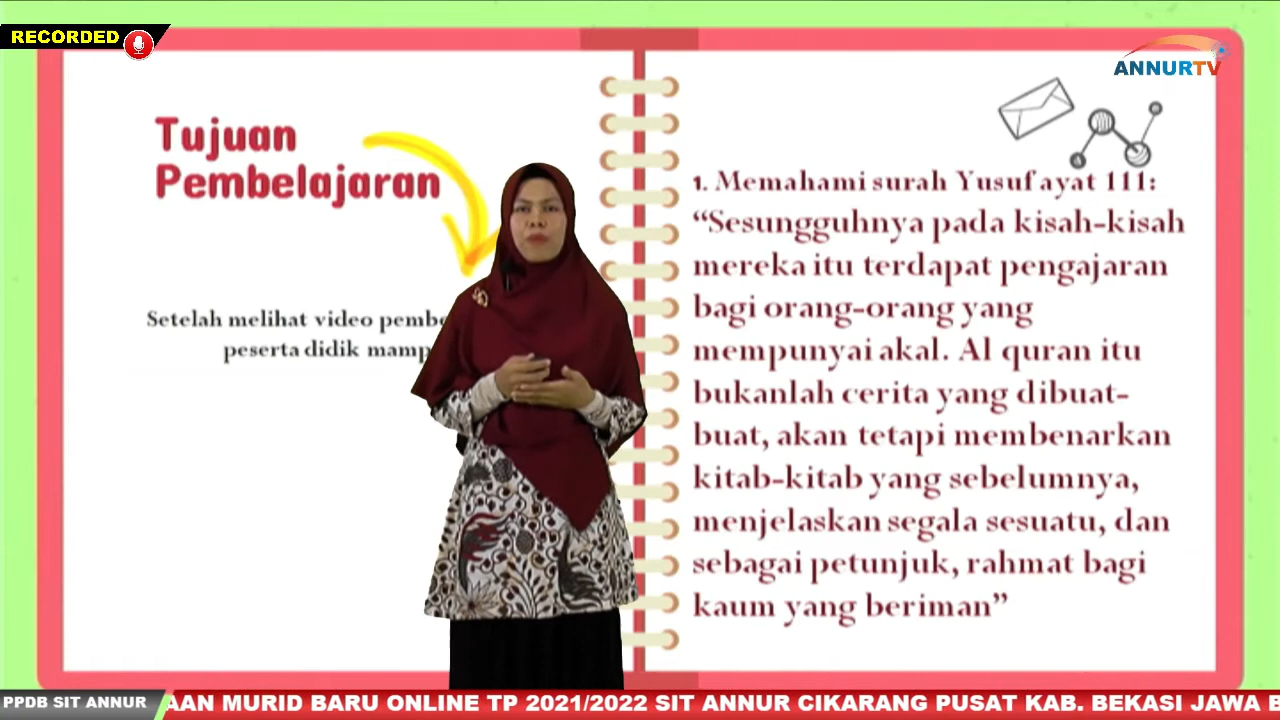 RECORDED
ANNURTV
Tujuan
Pembelajaran
Setelah melihat video
peserta didik
1. Memahami surah Yusuf ayat 111:
“Sesungguhnya pada kisah-kisah
mereka itu terdapat pengajaran
bagi orang-orang yang
mempunyai akal. Al quran itu
bukanlah cerita yang dibuat-
buat, akan tetapi membenarkan
kitab-kitab yang sebelumnya,
menjelaskan segala sesuatu, dan
sebagai petunjuk, rahmat bagi
kaum yang beriman”
PPDB SIT ANNUR
MURID BARU ONLINE TP 2021/2022 SIT ANNUR CIKARANG PUSAT KAB. BEKASI JAWA